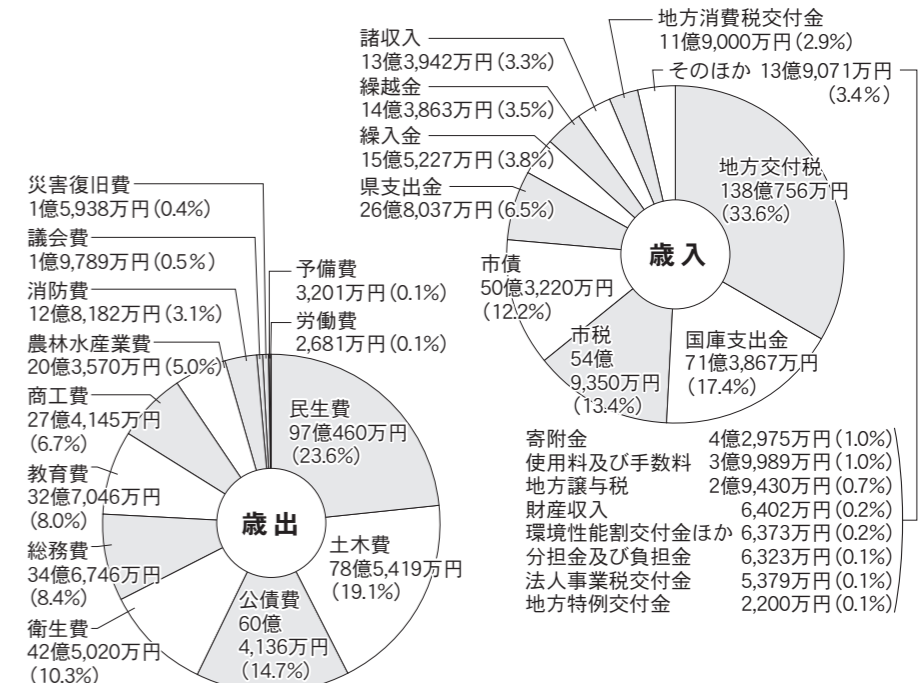 地方消費税交付金
11億9,000万円(2.9%)
そのほか 13億9,071万円
(3.4%)
諸収入
13億3,942万円(3.3%)
繰越金
14億3,863万円(3.5%)
繰入金
15億5,227万円(3.8%)
県支出金
26億8,037万円(6.5%)
市債
50億3,220万円
(12.2%)
市税
54億
9,350万円
(13.4%)
国庫支出金
71億3,867万円
(17.4%)
地方交付税
138億756万円
(33.6%)
歳入
寄附金 4億2,975万円(1.0%)
使用料及び手数料 3億9,989万円(1.0%)
地方譲与税 2億9,430万円(0.7%)
財産収入 6,402万円(0.2%)
環境性能割交付金ほか 6,373万円(0.2%)
分担金及び負担金 6,323万円(0.1%)
法人事業税交付金 5,379万円(0.1%)
地方特例交付金 2,200万円(0.1%)
災害復旧費
1億5,938万円(0.4%)
議会費
1億9,789万円(0.5%)
消防費
12億8,182万円(3.1%)
農林水産業費
20億3,570万円(5.0%)
商工費
27億4,145万円
(6.7%)
教育費
32億7,046万円
(8.0%)
総務費
34億6,746万円
(8.4%)
衛生費
42億5,020万円
(10.3%)
予備費
3,201万円(0.1%)
労働費
2,681万円(0.1%)
民生費
97億460万円
(23.6%)
土木費
78億5,419万円
(19.1%)
公債費
60億
4,136万円
(14.7%)
歳出